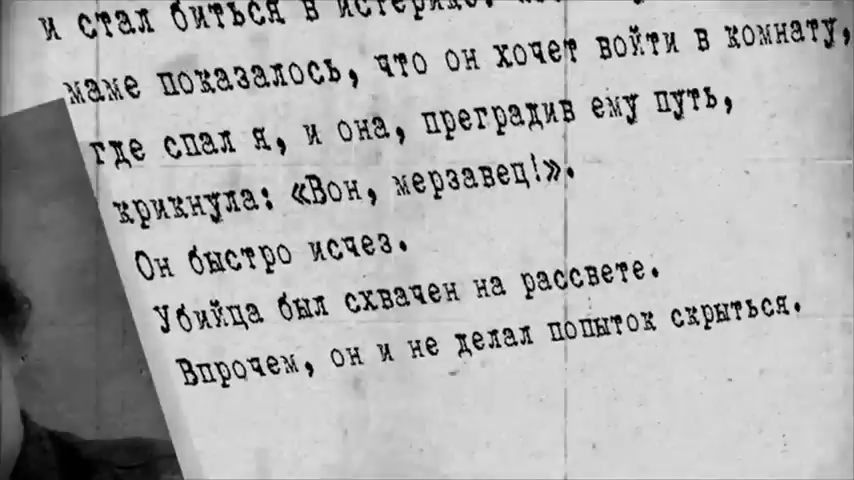 и стал биться в истерике.
маме показалось, что он хочет войти в комнату,
где спал я, и она, преградив ему путь,
крикнула: «Вон, мерзавец!».
Он быстро исчез.
Убийца был схвачен на рассвете.
Впрочем, он и не делал попыток скрыться.